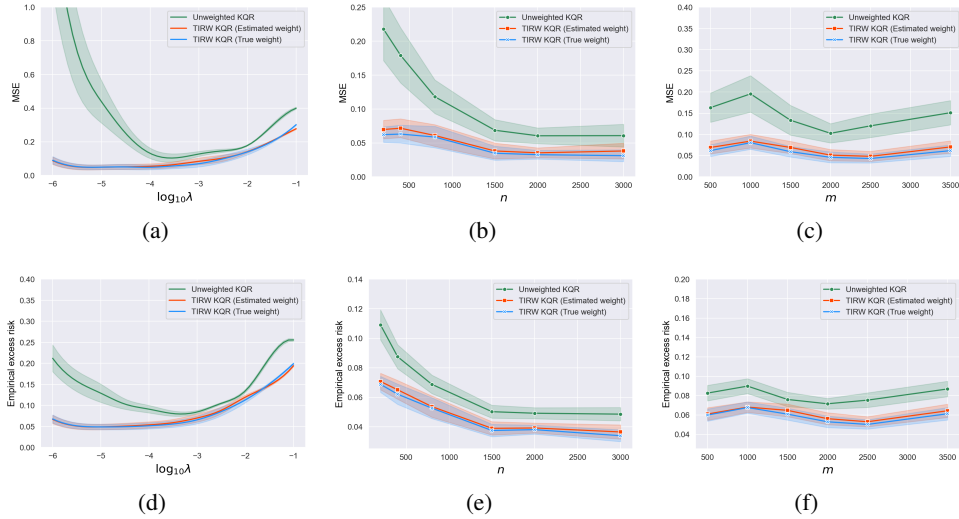 1.0
0.8
0.6
0.4
0.2
0.0
MSE
Unweighted KQR
TIRW KQR (Estimated weight)
TIRW KQR (True weight)
−6 −5 −4 −3 −2 −1
log₁₀λ
(a)
0.25
0.20
0.15
0.10
0.05
0.00
MSE
Unweighted KQR
TIRW KQR (Estimated weight)
TIRW KQR (True weight)
500 1000 1500 2000 2500 3000
n
(b)
0.40
0.35
0.30
0.25
0.20
0.15
0.10
0.05
0.00
MSE
Unweighted KQR
TIRW KQR (Estimated weight)
TIRW KQR (True weight)
500 1000 1500 2000 2500 3000 3500
m
(c)
0.40
0.35
0.30
0.25
0.20
0.15
0.10
0.05
0.00
Empirical excess risk
Unweighted KQR
TIRW KQR (Estimated weight)
TIRW KQR (True weight)
−6 −5 −4 −3 −2 −1
log₁₀λ
(d)
0.14
0.12
0.10
0.08
0.06
0.04
Empirical excess risk
Unweighted KQR
TIRW KQR (Estimated weight)
TIRW KQR (True weight)
500 1000 1500 2000 2500 3000
n
(e)
0.20
0.18
0.16
0.14
0.12
0.10
0.08
0.06
0.04
Empirical excess risk
Unweighted KQR
TIRW KQR (Estimated weight)
TIRW KQR (True weight)
500 1000 1500 2000 2500 3000 3500
m
(f)